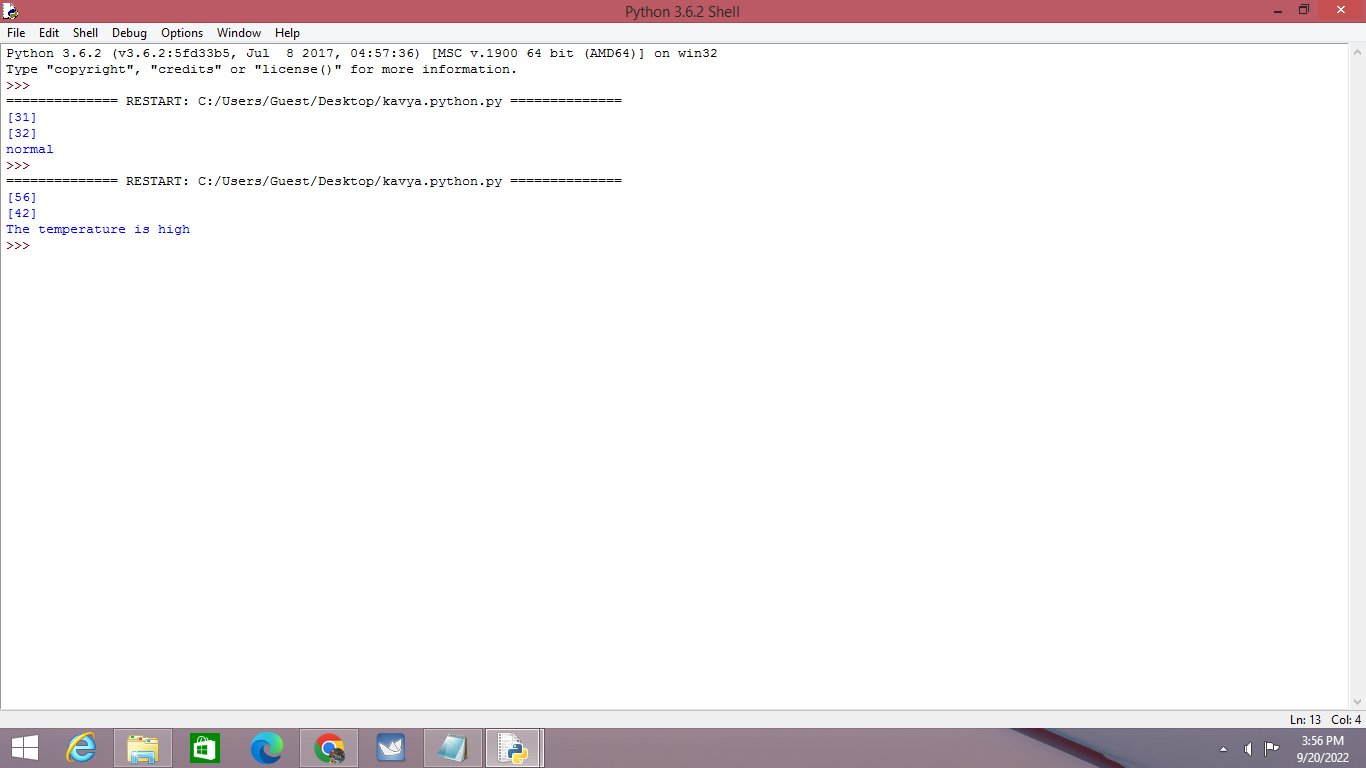 Python 3.6.2 Shell
File Edit Shell Debug Options Window Help
Python 3.6.2 (v3.6.2:5fd33b5, Jul  8 2017, 04:57:36) [MSC v.1900 64 bit (AMD64)] on win32
Type "copyright", "credits" or "license()" for more information.
>>>
============== RESTART: C:/Users/Guest/Desktop/kavya.python.py ==============
[31]
[32]
normal
>>>
============== RESTART: C:/Users/Guest/Desktop/kavya.python.py ==============
[56]
[42]
The temperature is high
>>>
Ln: 13 Col: 4
3:56 PM
9/20/2022